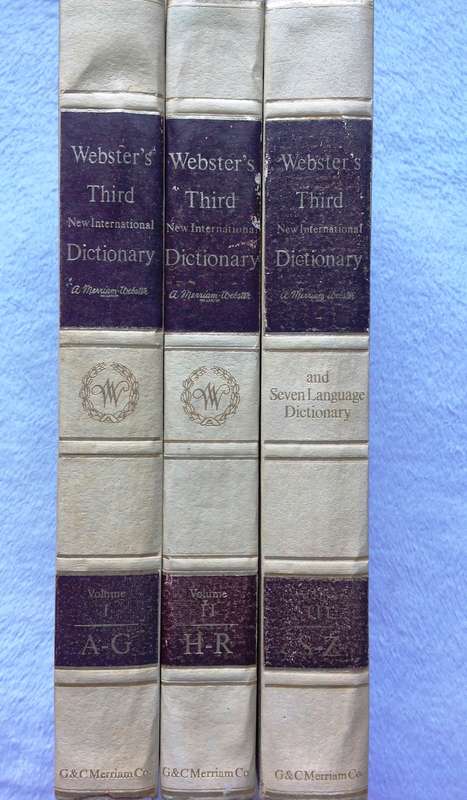 Webster's
Third
New International
Dictionary
A Merriam-Webster
W
Volume
I
A-G
G&C Merriam Co.
Webster's
Third
New International
Dictionary
A Merriam-Webster
W
Volume
II
H-R
G&C Merriam Co.
Webster's
Third
New International
Dictionary
A Merriam-Webster
and
Seven Language
Dictionary
III
S-Z
G&C Merriam Co.